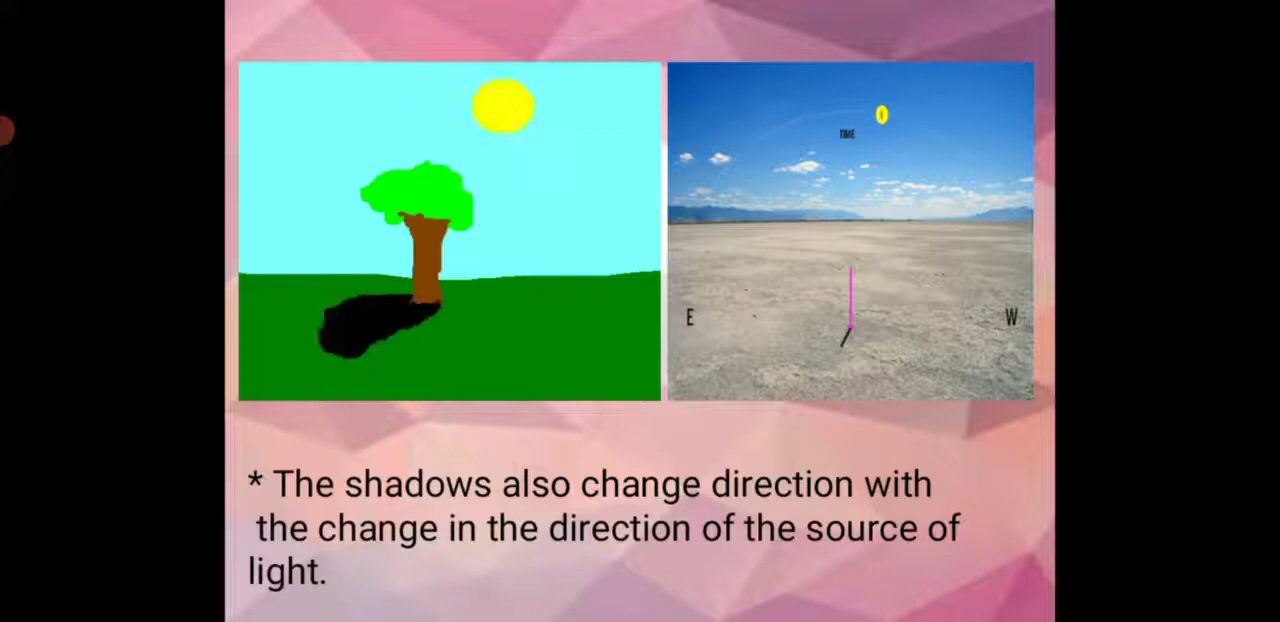 TIME
E
W
* The shadows also change direction with
the change in the direction of the source of
light.